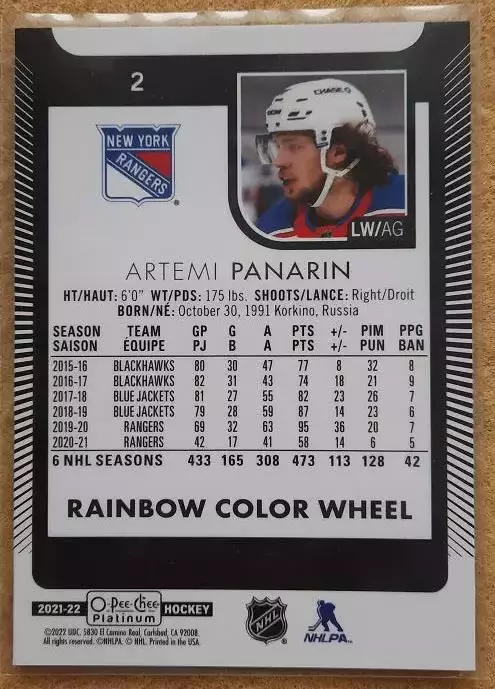 2
CHASE
NEW YORK
RANGERS
LW/AG
ARTEMI PANARIN
HT/HAUT: 6'0" WT/PDS: 175 lbs. SHOOTS/LANCE: Right/Droit
BORN/NÉ: October 30, 1991 Korkino, Russia
SEASON TEAM GP G A PTS +/- PIM PPG
SAISON ÉQUIPE PJ B A PTS +/- PUN BAN
2015-16 BLACKHAWKS 80 30 47 77 8 32 8
2016-17 BLACKHAWKS 82 31 43 74 18 21 9
2017-18 BLUE JACKETS 81 27 55 82 23 26 7
2018-19 BLUE JACKETS 79 28 59 87 14 23 6
2019-20 RANGERS 69 32 63 95 36 20 7
2020-21 RANGERS 42 17 41 58 14 6 5
6 NHL SEASONS 433 165 308 473 113 128 42
RAINBOW COLOR WHEEL
2021-22 O-Pee-Chee Platinum HOCKEY
NHL
NHLPA
©2022 UDC. 5830 El Camino Real, Carlsbad, CA 92008.
All rights reserved. ©NHLPA. © NHL. Printed in the USA.